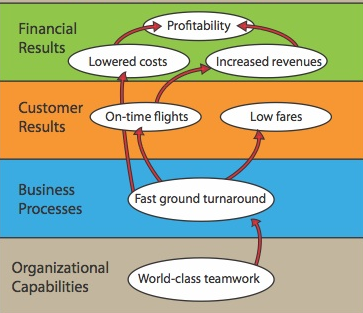 Financial
Results
Profitability
Lowered costs
Increased revenues
Customer
Results
On-time flights
Low fares
Business
Processes
Fast ground turnaround
Organizational
Capabilities
World-class teamwork